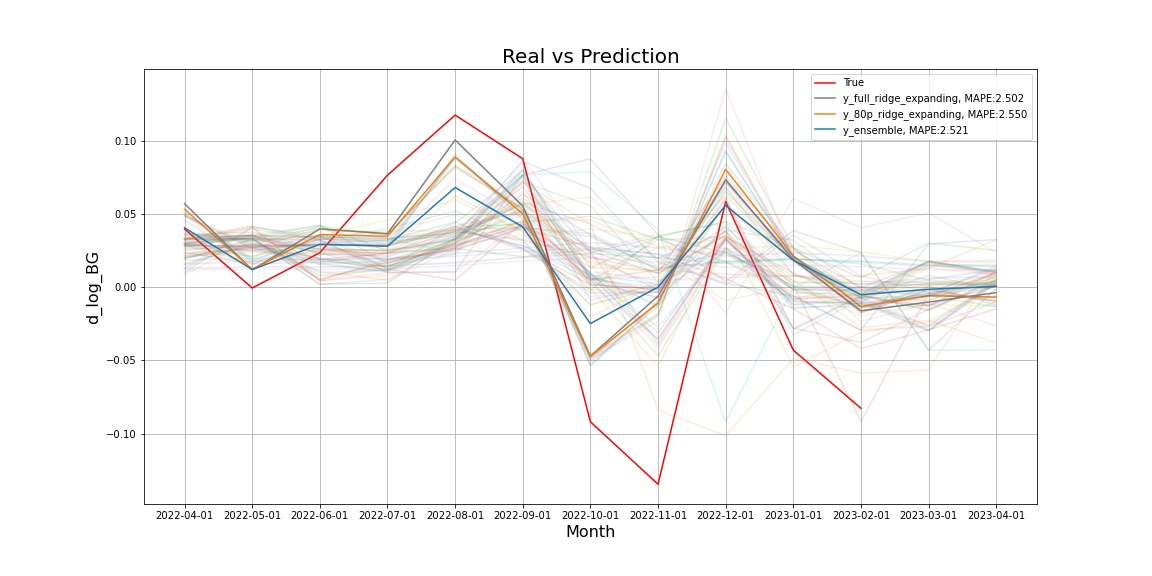 Real vs Prediction
True
y_full_ridge_expanding, MAPE:2.502
y_80p_ridge_expanding, MAPE:2.550
y_ensemble, MAPE:2.521
d_log_BG
0.10
0.05
0.00
−0.05
−0.10
2022-04-01 2022-05-01 2022-06-01 2022-07-01 2022-08-01 2022-09-01 2022-10-01 2022-11-01 2022-12-01 2023-01-01 2023-02-01 2023-03-01 2023-04-01
Month